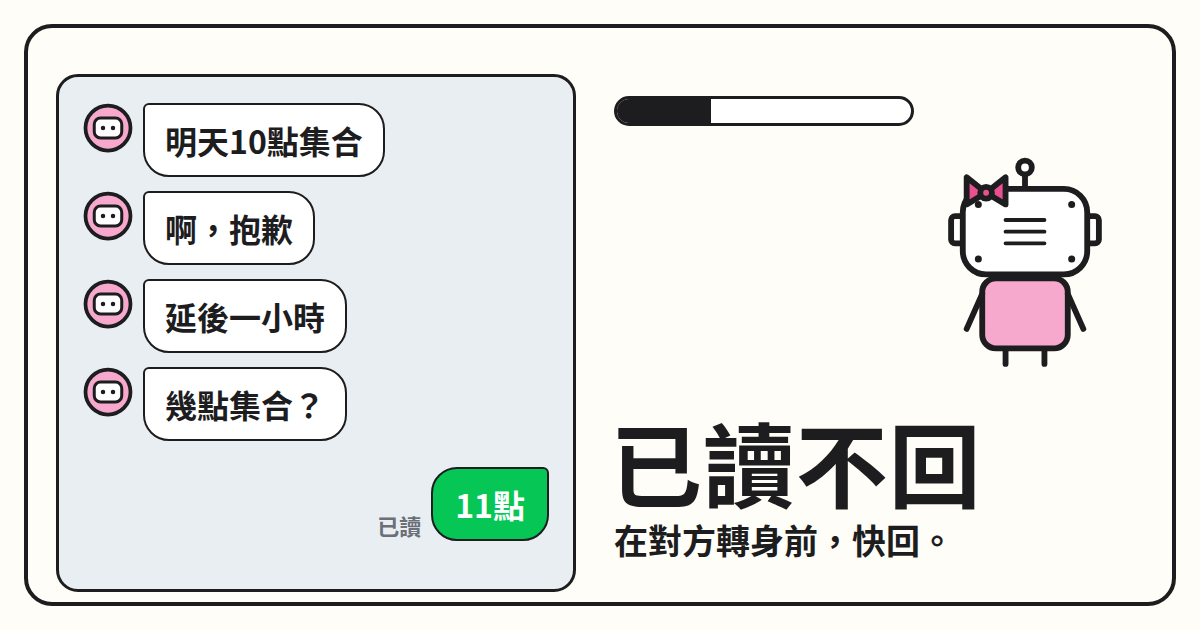 明天10點集合
啊，抱歉
延後一小時
幾點集合？
已讀
11點
已讀不回
在對方轉身前，快回。